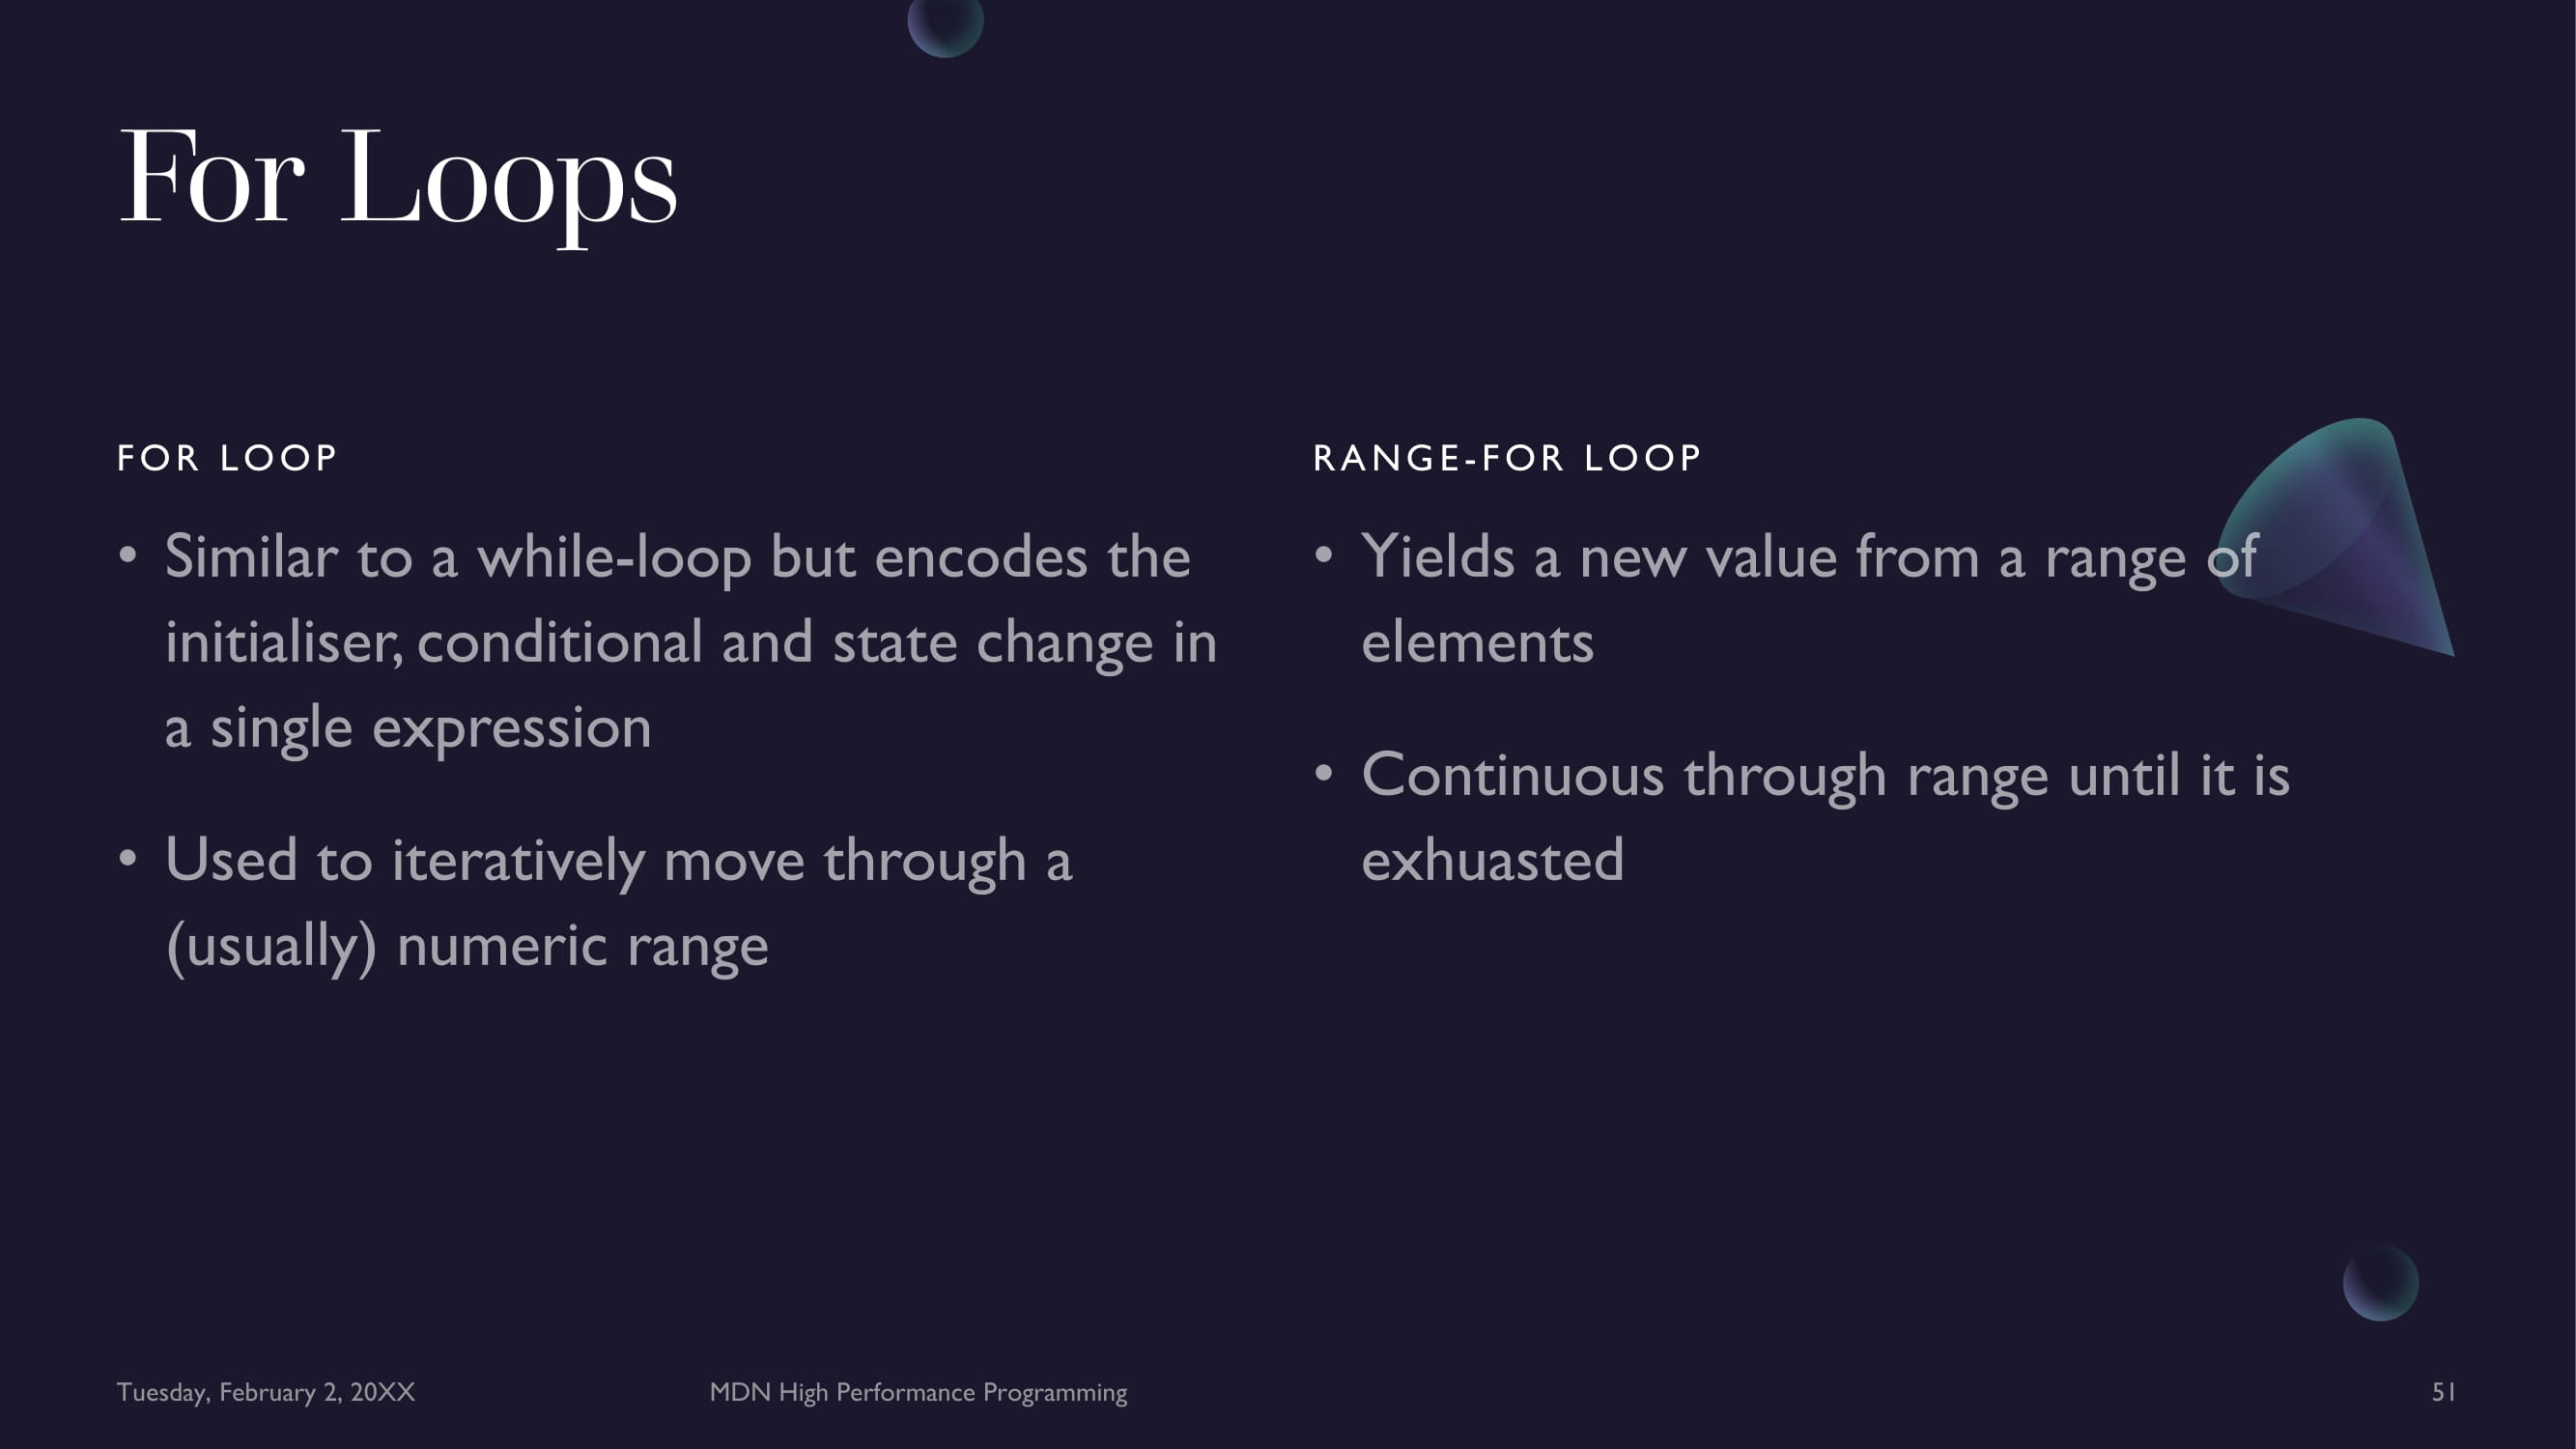 For Loops
FOR LOOP
• Similar to a while-loop but encodes the
initialiser, conditional and state change in
a single expression
• Used to iteratively move through a
(usually) numeric range
RANGE-FOR LOOP
• Yields a new value from a range of
elements
• Continuous through range until it is
exhuasted
Tuesday, February 2, 20XX
MDN High Performance Programming
51